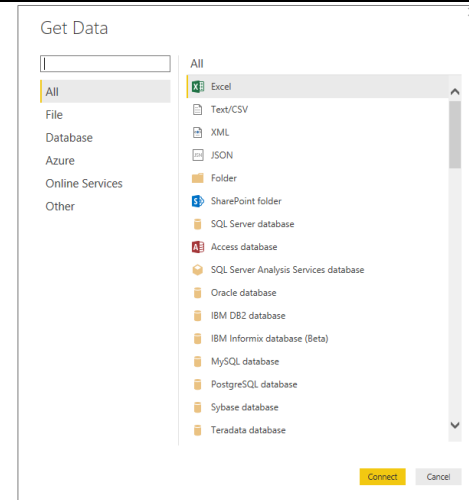 Get Data
All
File
Database
Azure
Online Services
Other
All
Excel
Text/CSV
XML
JSON
Folder
SharePoint folder
SQL Server database
Access database
SQL Server Analysis Services database
Oracle database
IBM DB2 database
IBM Informix database (Beta)
MySQL database
PostgreSQL database
Sybase database
Teradata database
Connect
Cancel